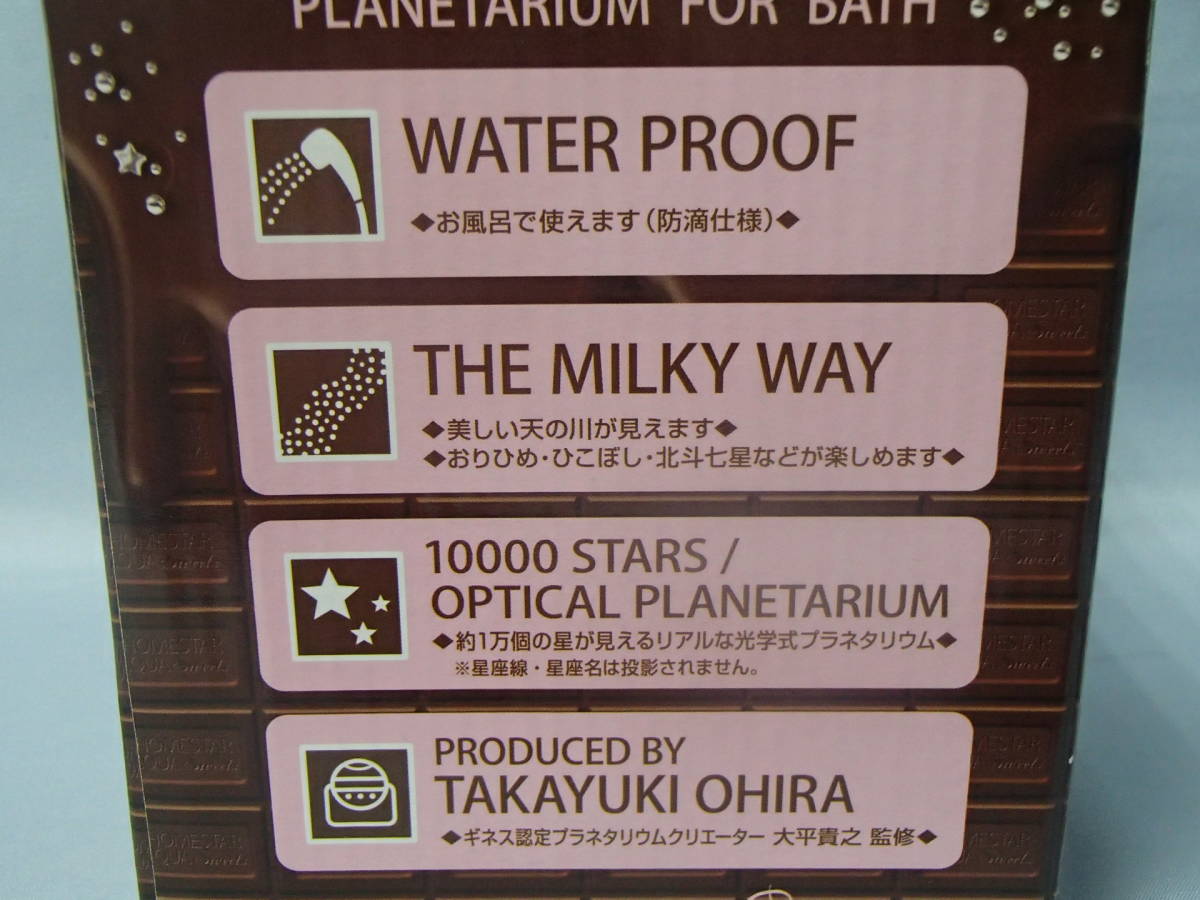 PLANETARIUM FOR BATH
WATER PROOF
◆お風呂で使えます(防滴仕様)◆
THE MILKY WAY
◆美しい天の川が見えます◆
◆おりひめ・ひこぼし・北斗七星などが楽しめます◆
10000 STARS /
OPTICAL PLANETARIUM
◆約1万個の星が見えるリアルな光学式プラネタリウム◆
※星座線・星座名は投影されません。
PRODUCED BY
TAKAYUKI OHIRA
◆ギネス認定プラネタリウムクリエーター 大平貴之 監修◆
HOMESTAR
AQUA sweets